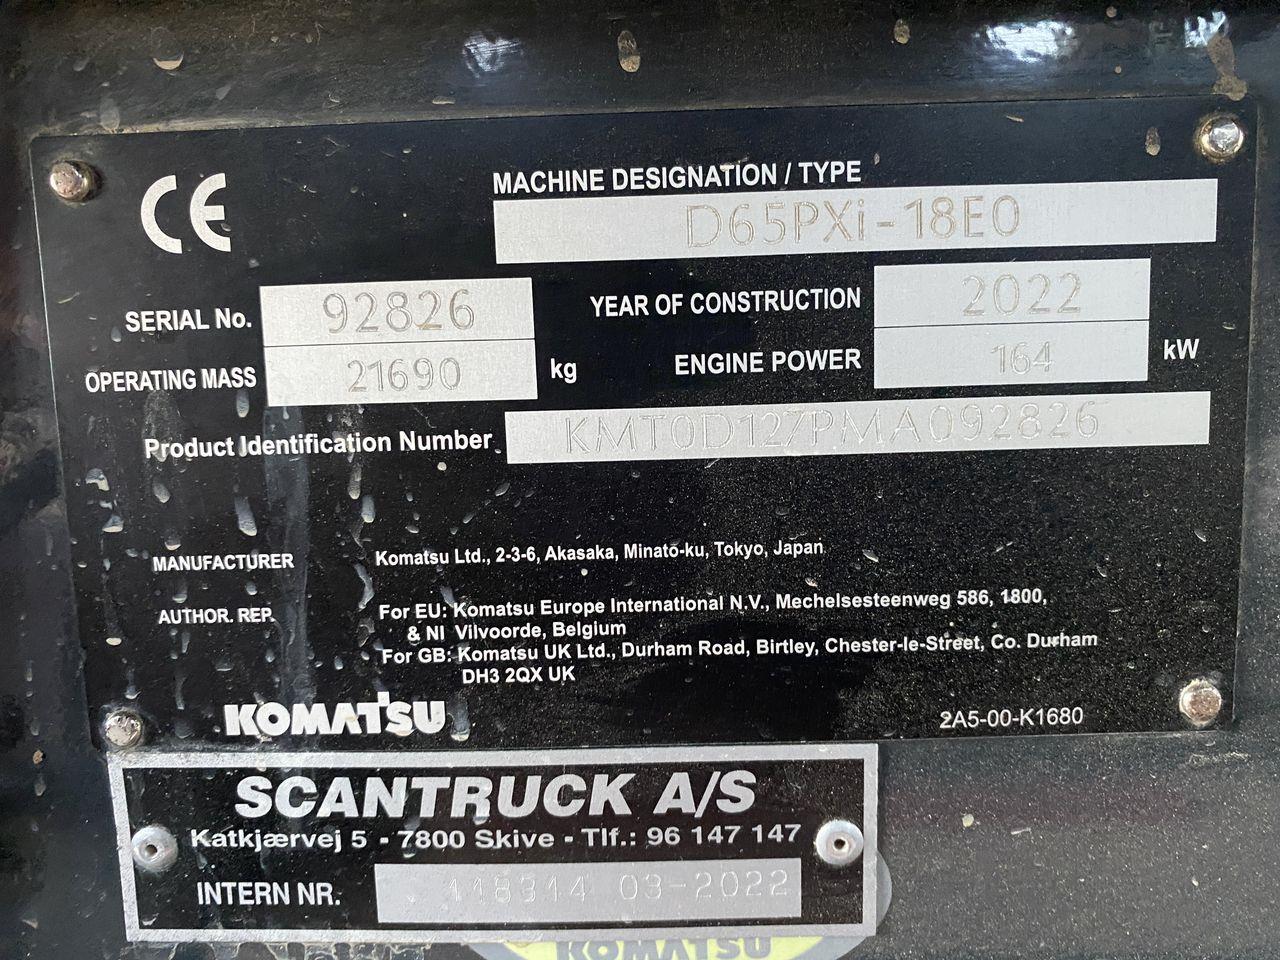 CE
MACHINE DESIGNATION / TYPE
D65PXi-18E0
SERIAL No. 92826
YEAR OF CONSTRUCTION 2022
OPERATING MASS 21690 kg
ENGINE POWER 164 kW
Product Identification Number KMT0D127PMA092826
MANUFACTURER Komatsu Ltd., 2-3-6, Akasaka, Minato-ku, Tokyo, Japan
AUTHOR. REP. For EU: Komatsu Europe International N.V., Mechelsesteenweg 586, 1800,
& NI Vilvoorde, Belgium
For GB: Komatsu UK Ltd., Durham Road, Birtley, Chester-le-Street, Co. Durham
DH3 2QX UK
KOMATSU
2A5-00-K1680
SCANTRUCK A/S
Katkjærvej 5 - 7800 Skive - Tlf.: 96 147 147
INTERN NR. 118314 03-2022
KOMATSU